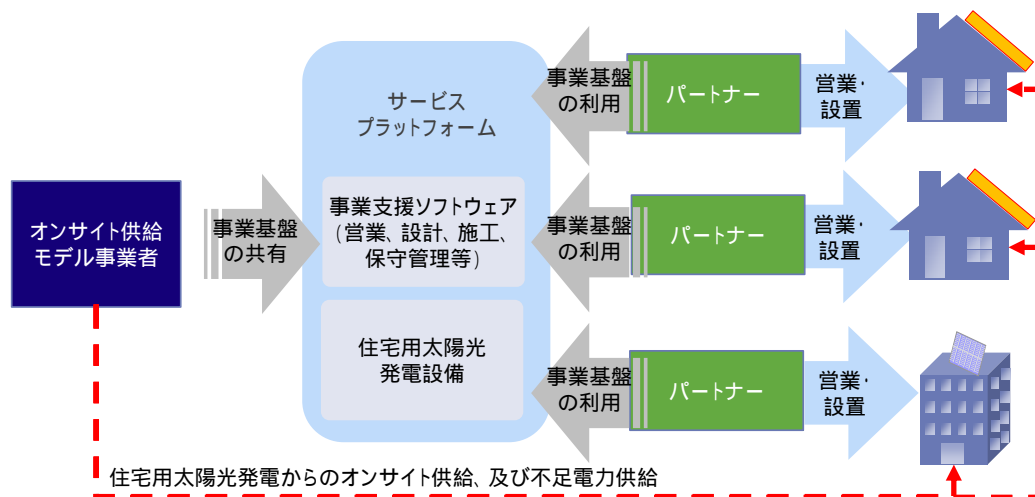 オンサイト供給
モデル事業者
事業基盤
の共有
サービス
プラットフォーム
事業支援ソフトウェア
(営業、設計、施工、
保守管理等)
住宅用太陽光
発電設備
事業基盤
の利用
パートナー
営業・
設置
事業基盤
の利用
パートナー
営業・
設置
事業基盤
の利用
パートナー
営業・
設置
住宅用太陽光発電からのオンサイト供給、及び不足電力供給